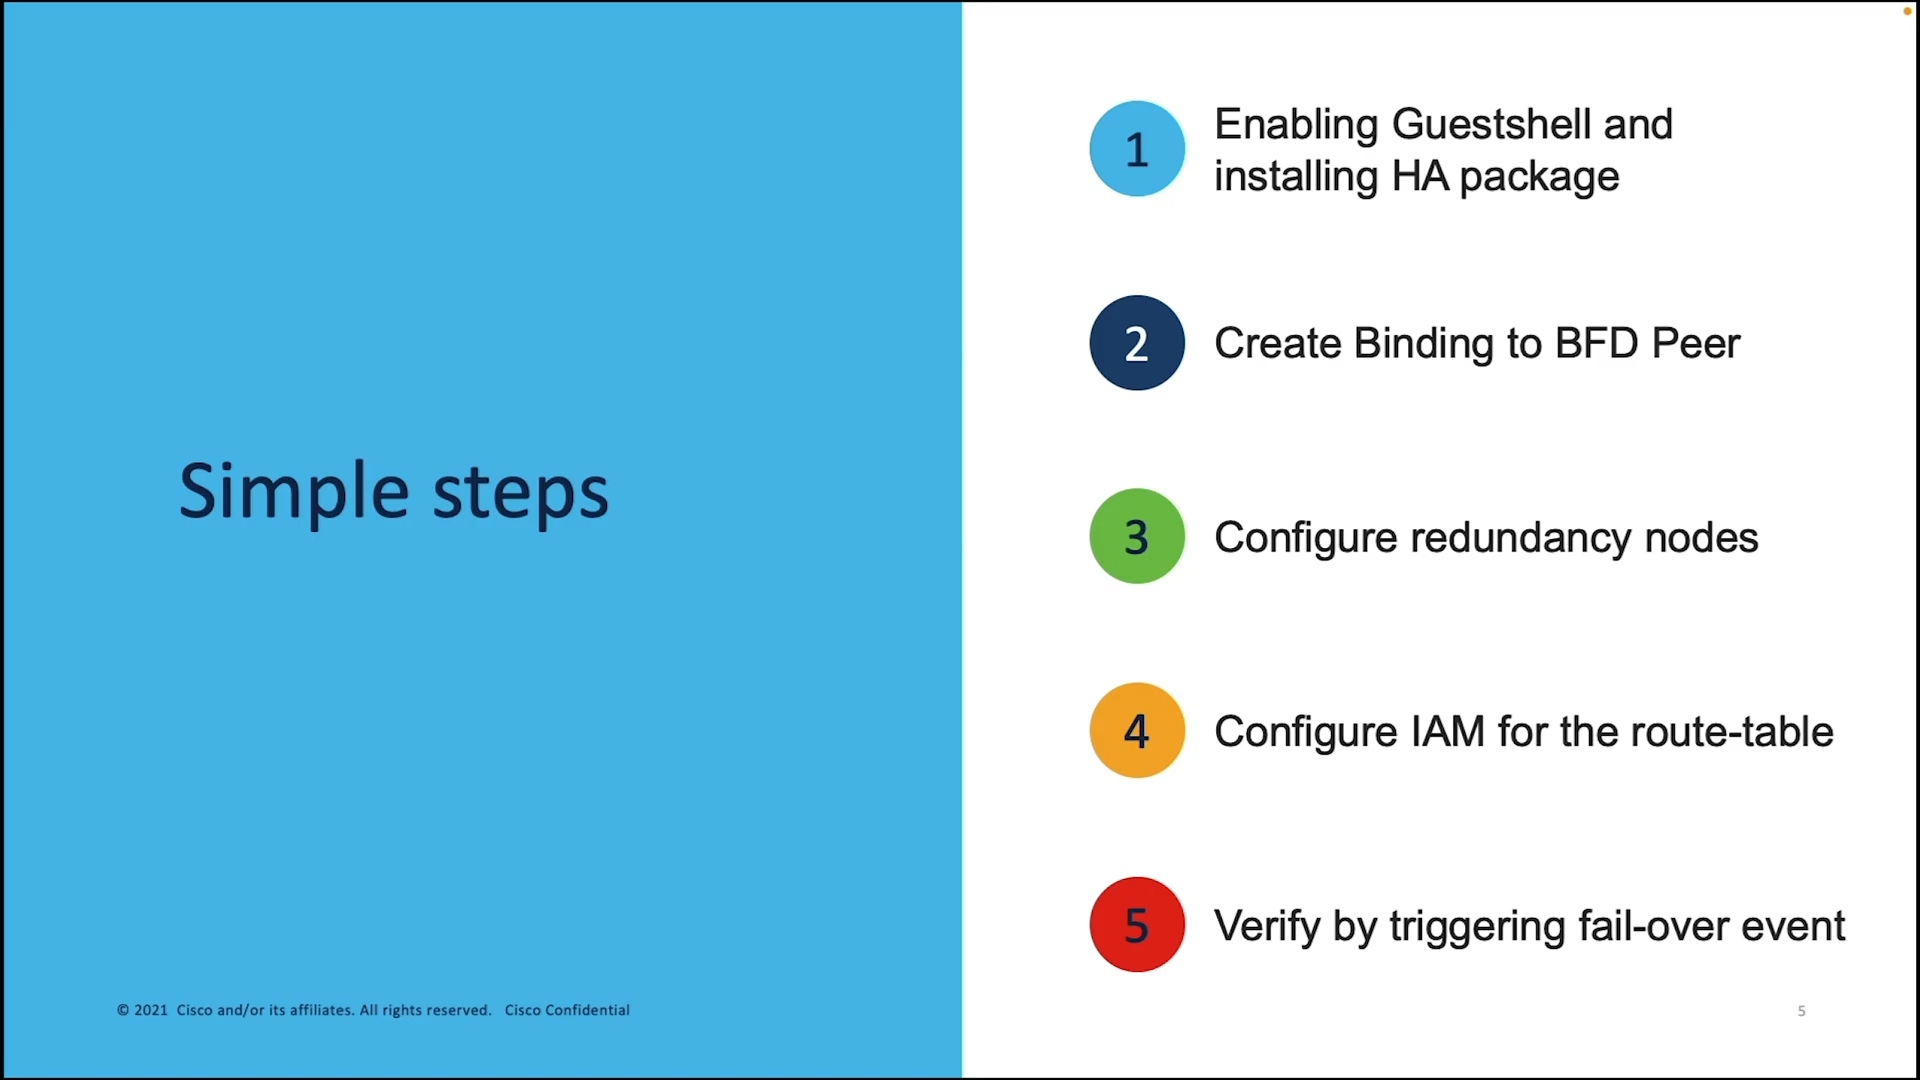 Simple steps
1
Enabling Guestshell and
installing HA package
2
Create Binding to BFD Peer
3
Configure redundancy nodes
4
Configure IAM for the route-table
5
Verify by triggering fail-over event
© 2021 Cisco and/or its affiliates. All rights reserved. Cisco Confidential
5